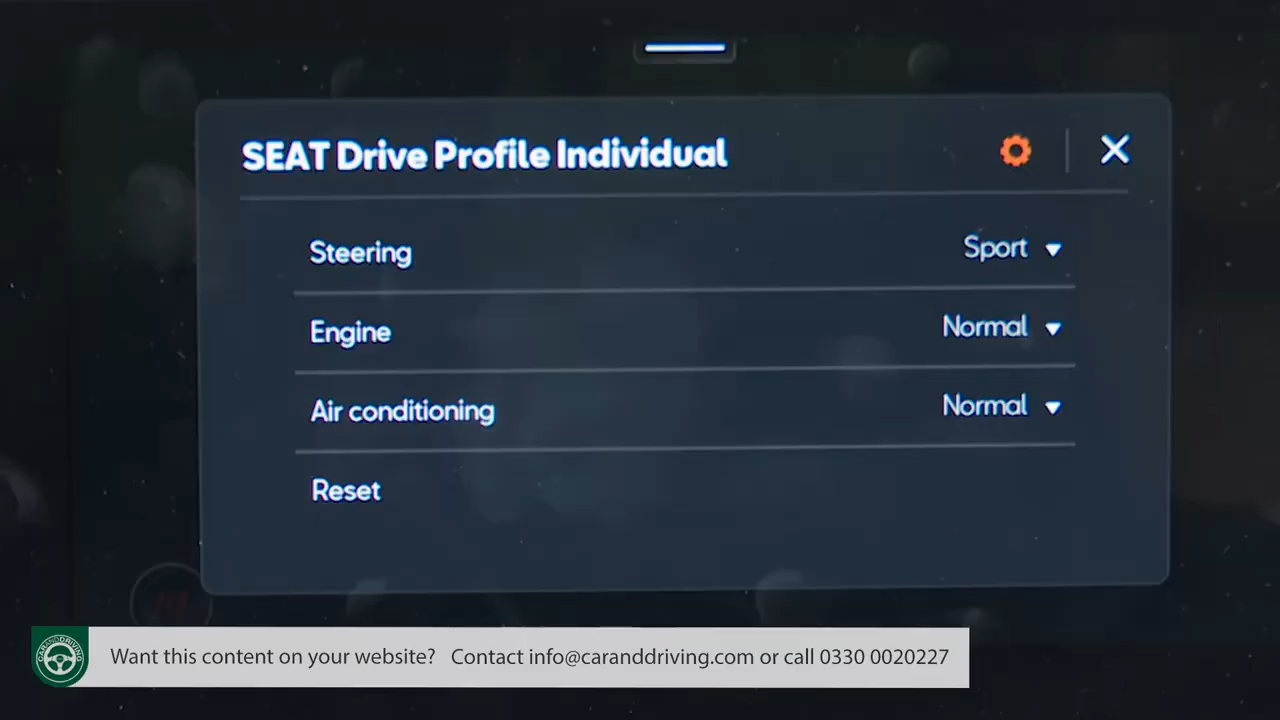 SEAT Drive Profile Individual
Steering Sport
Engine Normal
Air conditioning Normal
Reset
CARANDDRIVING
Want this content on your website? Contact info@caranddriving.com or call 0330 0020227